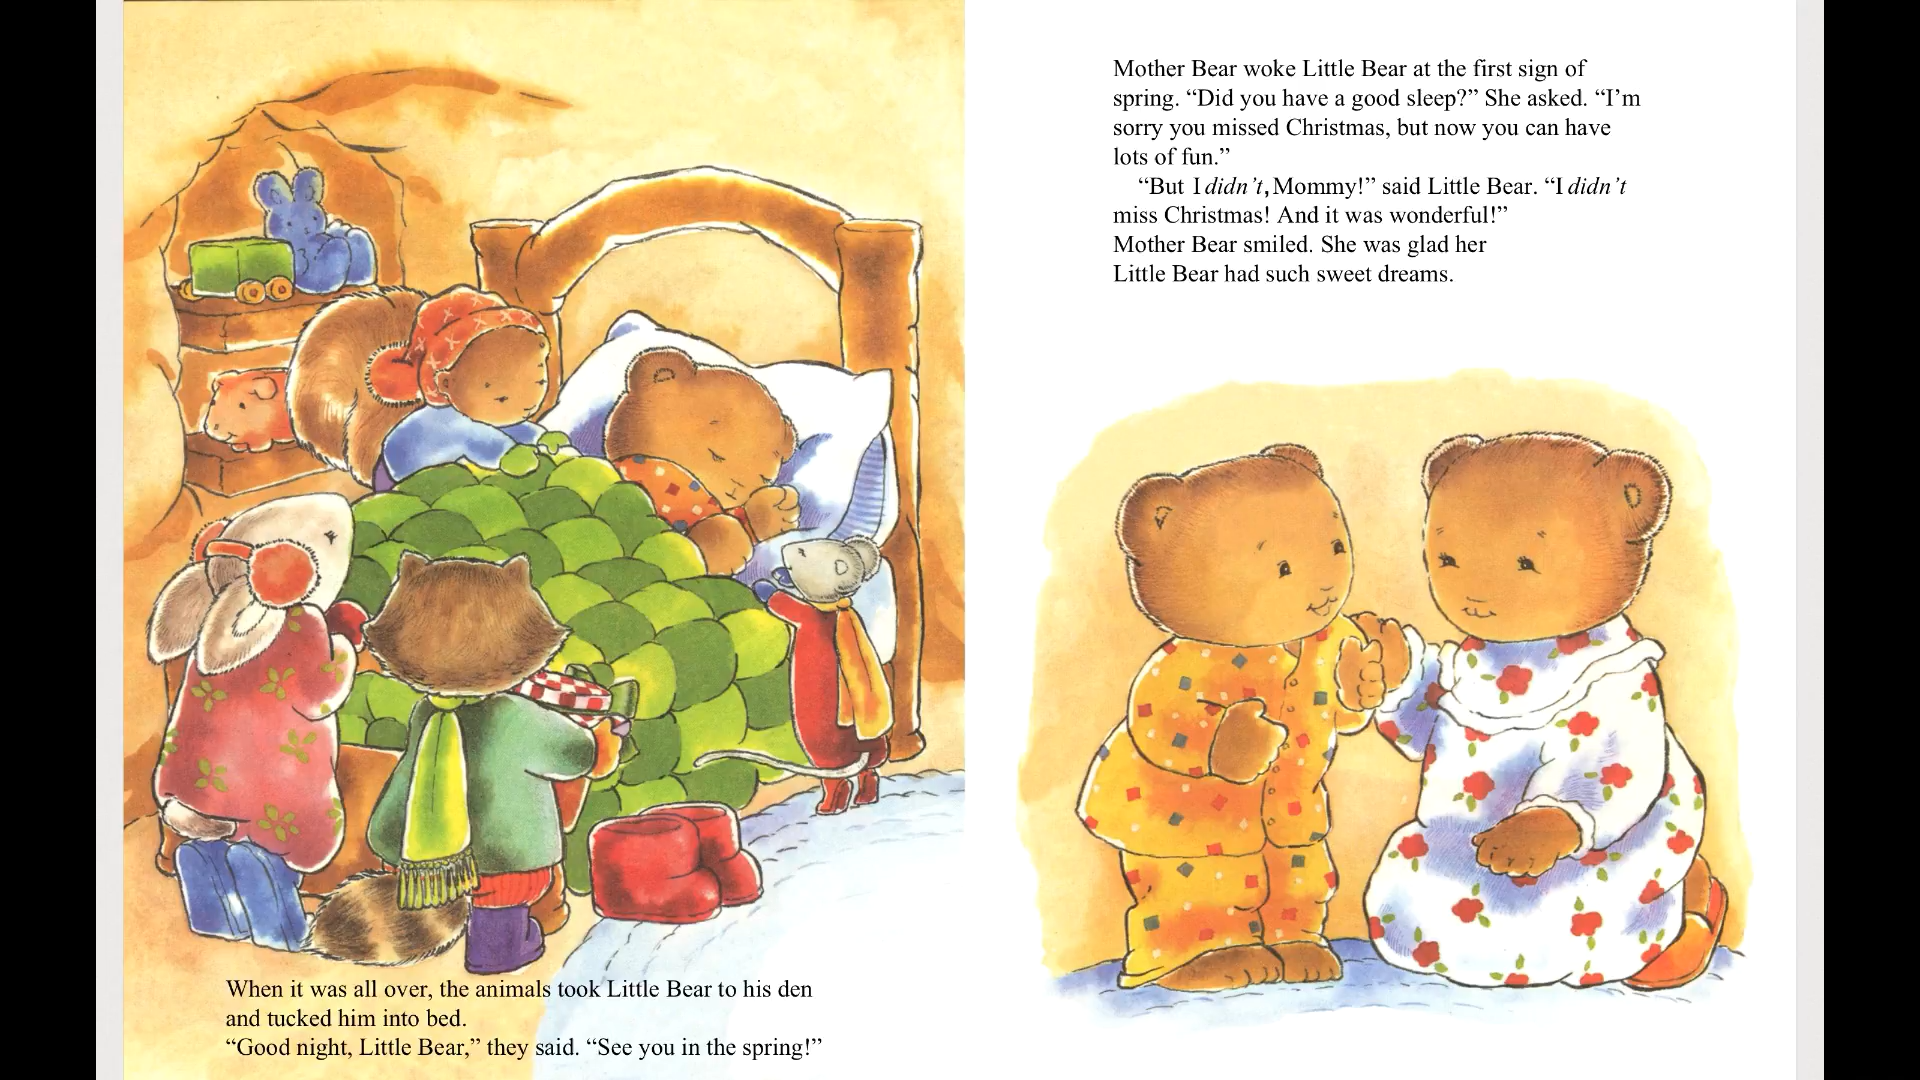 When it was all over, the animals took Little Bear to his den
and tucked him into bed.
“Good night, Little Bear,” they said. “See you in the spring!”
Mother Bear woke Little Bear at the first sign of
spring. “Did you have a good sleep?” She asked. “I’m
sorry you missed Christmas, but now you can have
lots of fun.”
“But I didn’t, Mommy!” said Little Bear. “I didn’t
miss Christmas! And it was wonderful!”
Mother Bear smiled. She was glad her
Little Bear had such sweet dreams.